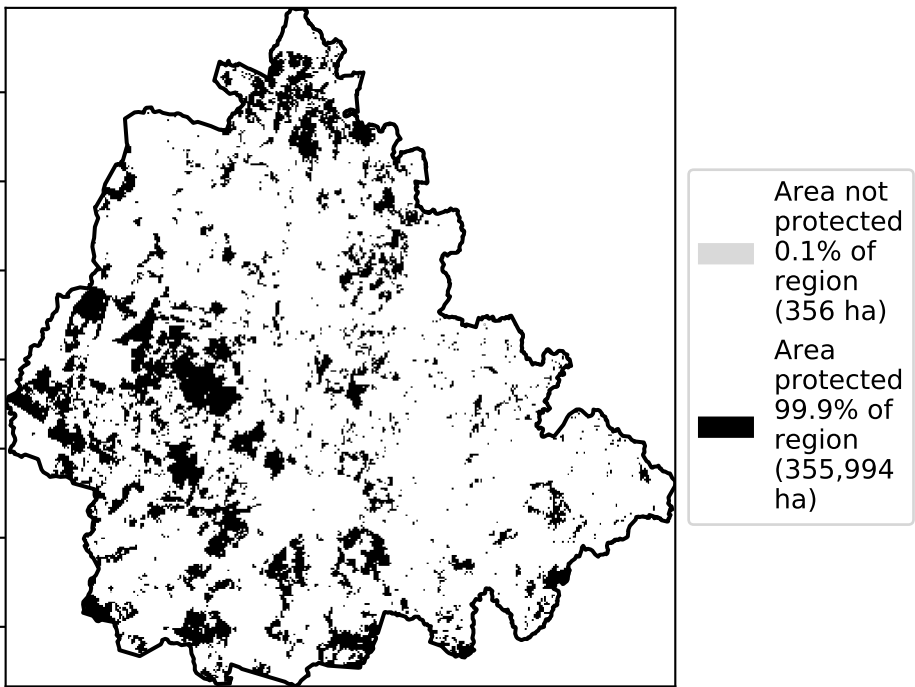 Area not
protected
0.1% of
region
(356 ha)
Area
protected
99.9% of
region
(355,994
ha)